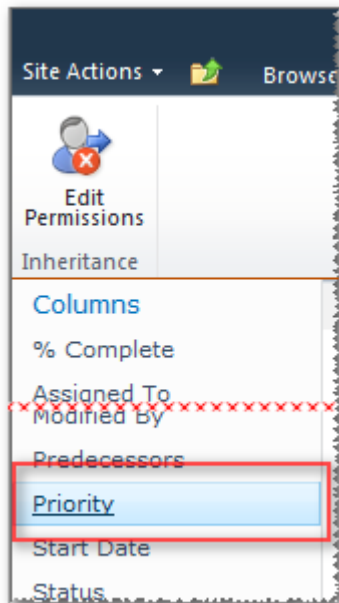 Site Actions Browse
Edit
Permissions
Inheritance
Columns
% Complete
Assigned To
Modified By
Predecessors
Priority
Start Date
Status